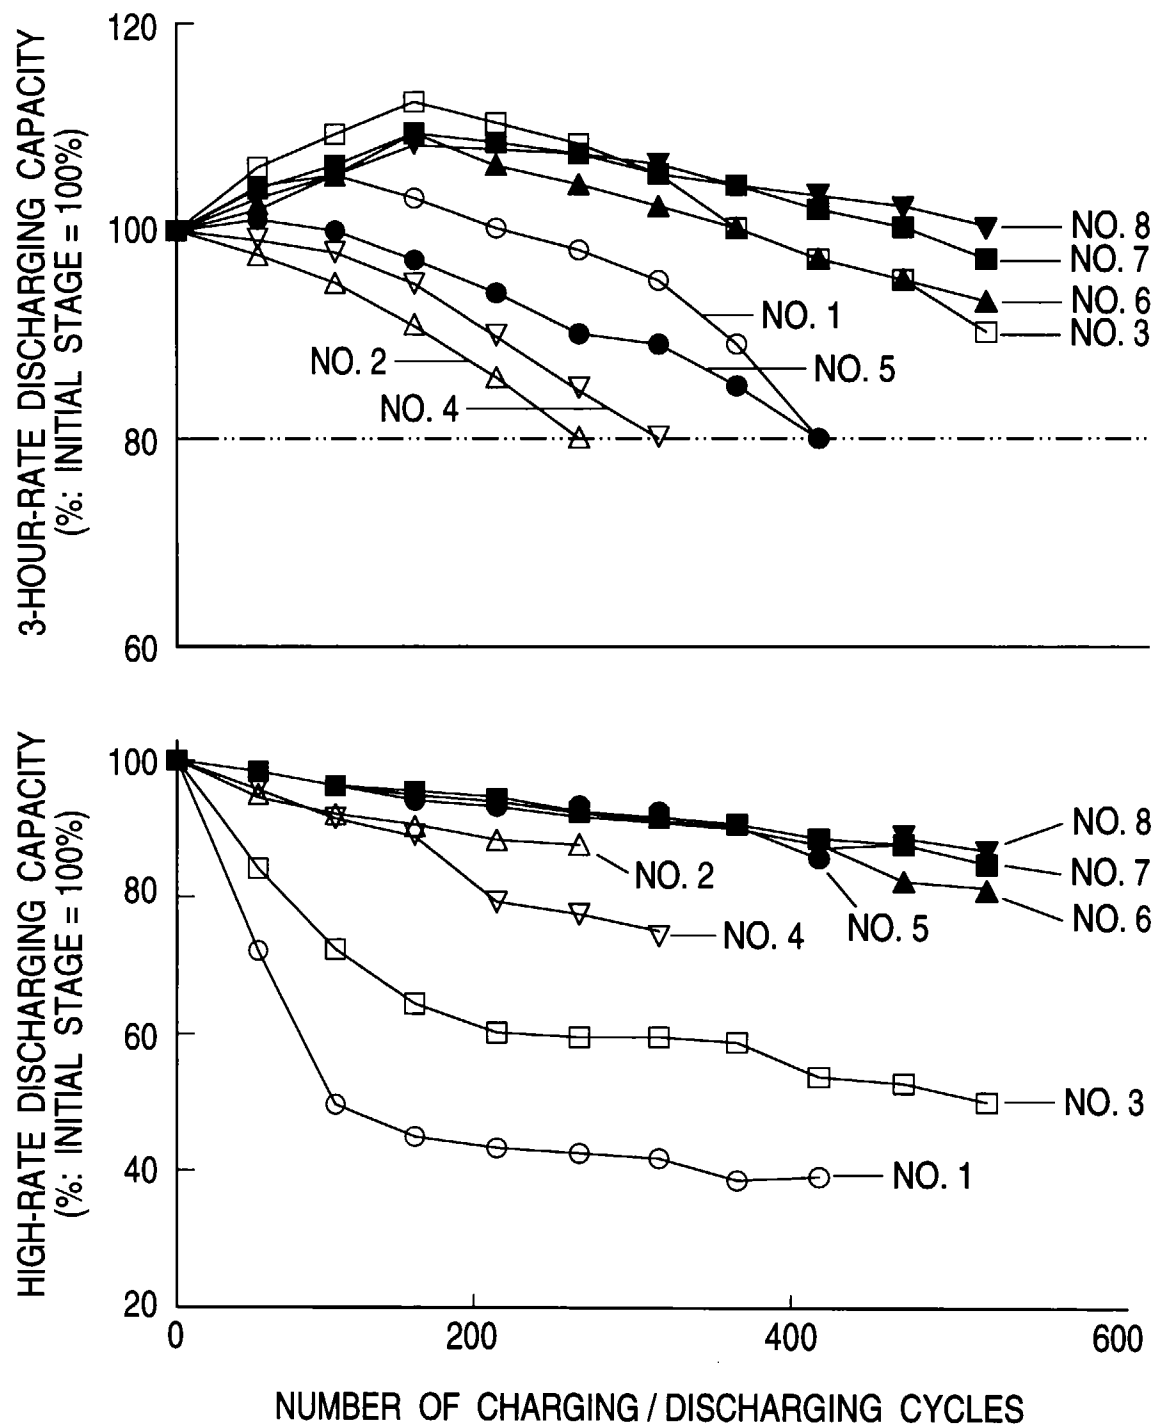 3-HOUR-RATE DISCHARGING CAPACITY
(%: INITIAL STAGE = 100%)
120
100
80
60
NO. 8
NO. 7
NO. 6
NO. 3
NO. 1
NO. 5
NO. 2
NO. 4
HIGH-RATE DISCHARGING CAPACITY
(%: INITIAL STAGE = 100%)
100
80
60
40
20
NO. 8
NO. 7
NO. 6
NO. 5
NO. 2
NO. 4
NO. 3
NO. 1
0
200
400
600
NUMBER OF CHARGING / DISCHARGING CYCLES